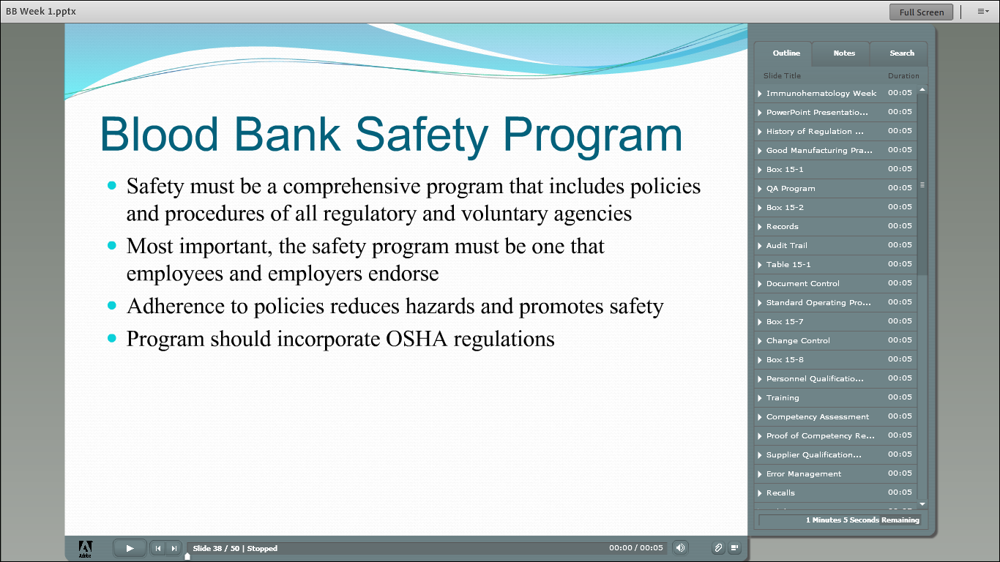 BB Week 1.pptx
Full Screen
Blood Bank Safety Program
Safety must be a comprehensive program that includes policies
and procedures of all regulatory and voluntary agencies
Most important, the safety program must be one that
employees and employers endorse
Adherence to policies reduces hazards and promotes safety
Program should incorporate OSHA regulations
Outline Notes Search
Slide Title Duration
Immunohematology Week 00:05
PowerPoint Presentatio... 00:05
History of Regulation ... 00:05
Good Manufacturing Pra... 00:05
Box 15-1 00:05
QA Program 00:05
Box 15-2 00:05
Records 00:05
Audit Trail 00:05
Table 15-1 00:05
Document Control 00:05
Standard Operating Pro... 00:05
Box 15-7 00:05
Change Control 00:05
Box 15-8 00:05
Personnel Qualificatio... 00:05
Training 00:05
Competency Assessment 00:05
Proof of Competency Re... 00:05
Supplier Qualification... 00:05
Error Management 00:05
Recalls 00:05
1 Minutes 5 Seconds Remaining
Adobe
Slide 38 / 50 | Stopped
00:00 / 00:05